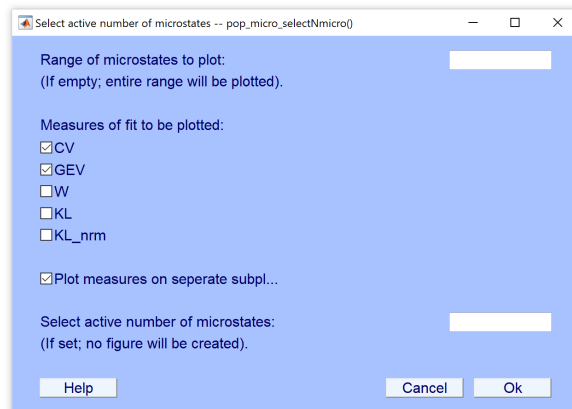 Select active number of microstates -- pop_micro_selectNmicro()
Range of microstates to plot:
(If empty; entire range will be plotted).
Measures of fit to be plotted:
CV
GEV
W
KL
KL_nrm
Plot measures on seperate subpl...
Select active number of microstates:
(If set; no figure will be created).
Help Cancel Ok